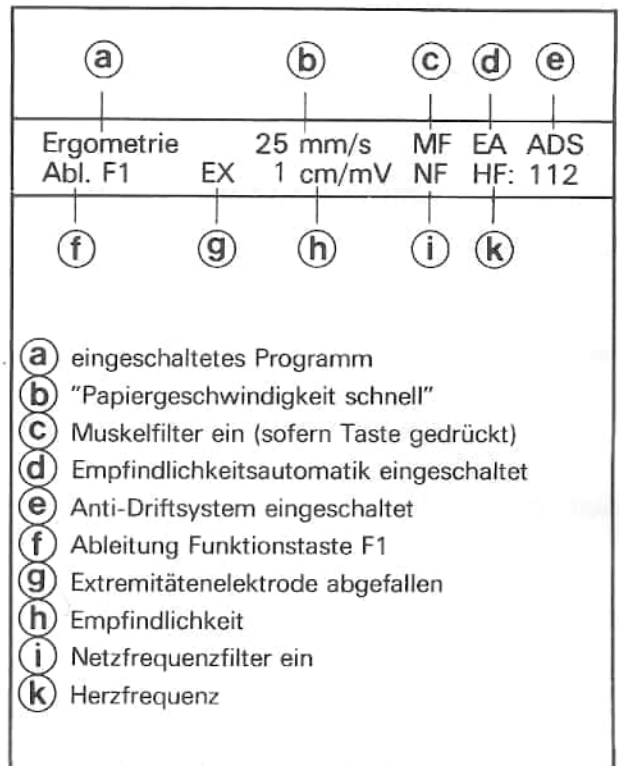 a b c d e
Ergometrie 25 mm/s MF EA ADS
Abl. F1 EX 1 cm/mV NF HF: 112
f g h i k
a eingeschaltetes Programm
b "Papiergeschwindigkeit schnell"
c Muskelfilter ein (sofern Taste gedrückt)
d Empfindlichkeitsautomatik eingeschaltet
e Anti-Driftsystem eingeschaltet
f Ableitung Funktionstaste F1
g Extremitätenelektrode abgefallen
h Empfindlichkeit
i Netzfrequenzfilter ein
k Herzfrequenz